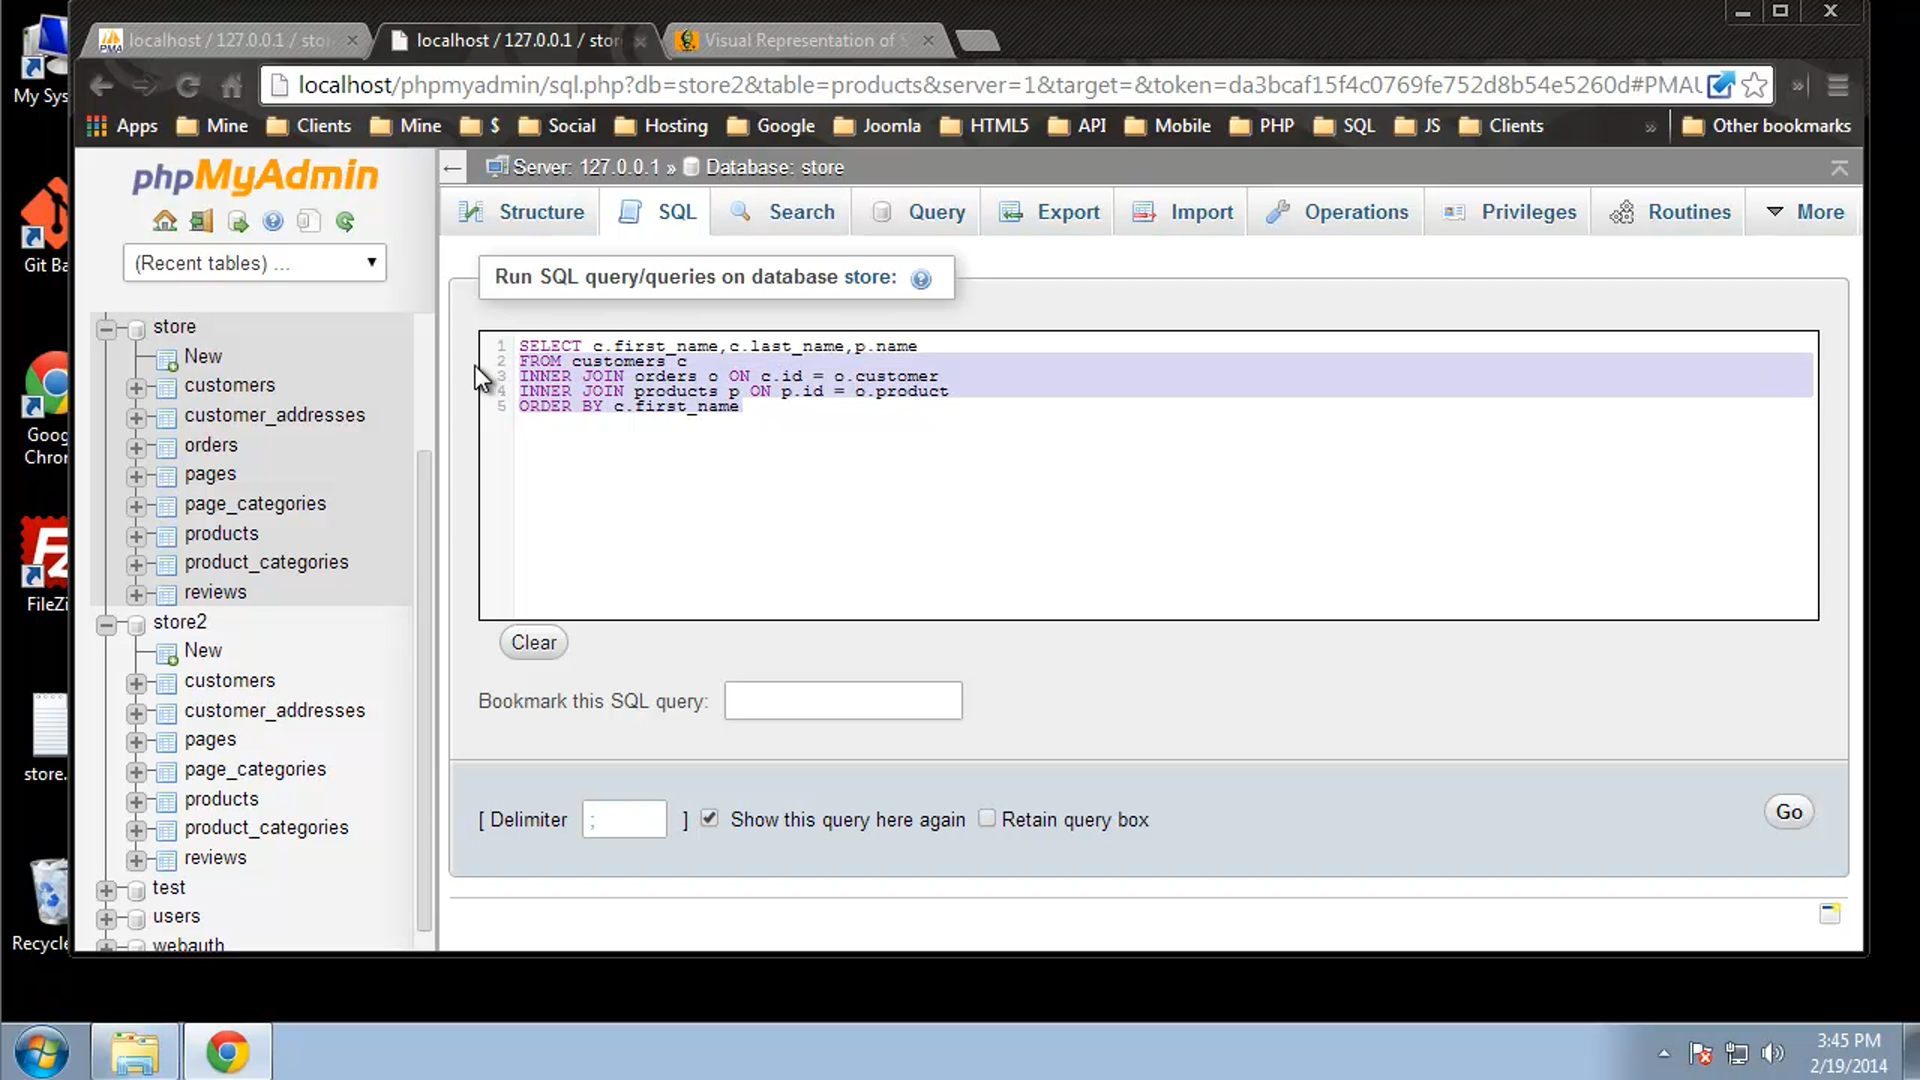 My Sys
localhost / 127.0.0.1 / stor
localhost / 127.0.0.1 / stor
Visual Representation of S
localhost/phpmyadmin/sql.php?db=store2&table=products&server=1&target=&token=da3bcaf15f4c0769fe752d8b54e5260d#PMAU
Apps Mine Clients Mine $ Social Hosting Google Joomla HTML5 API Mobile PHP SQL JS Clients » Other bookmarks
phpMyAdmin
(Recent tables) ...
Server: 127.0.0.1 » Database: store
Structure SQL Search Query Export Import Operations Privileges Routines More
Run SQL query/queries on database store:
1 SELECT c.first_name,c.last_name,p.name
2 FROM customers c
3 INNER JOIN orders o ON c.id = o.customer
4 INNER JOIN products p ON p.id = o.product
5 ORDER BY c.first_name
Clear
Bookmark this SQL query:
[ Delimiter ; ] Show this query here again Retain query box
Go
store
New
customers
customer_addresses
orders
pages
page_categories
products
product_categories
reviews
store2
New
customers
customer_addresses
pages
page_categories
products
product_categories
reviews
test
users
webauth
Git Ba
Goog
Chron
FileZi
store.
Recycle
3:45 PM
2/19/2014